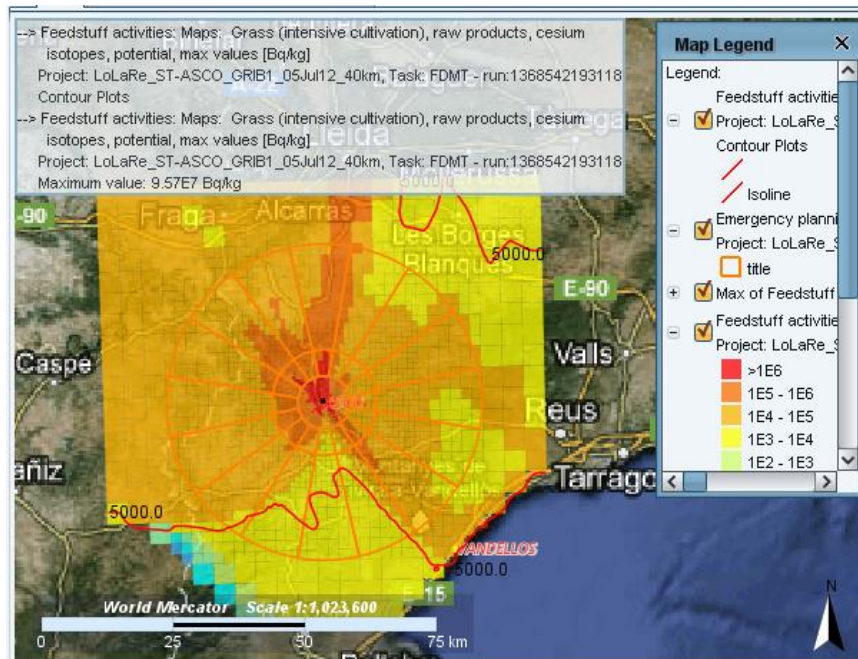 --> Feedstuff activities: Maps: Grass (intensive cultivation), raw products, cesium
isotopes, potential, max values [Bq/kg]
Project: LoLaRe_ST-ASCO_GRIB1_05Jul12_40km, Task: FDMT - run:1368542193118
Contour Plots
--> Feedstuff activities: Maps: Grass (intensive cultivation), raw products, cesium
isotopes, potential, max values [Bq/kg]
Project: LoLaRe_ST-ASCO_GRIB1_05Jul12_40km, Task: FDMT - run:1368542193118
Maximum value: 9.57E7 Bq/kg
Map Legend
Legend:
Feedstuff activitie
Project: LoLaRe_S
Contour Plots
Isoline
Emergency planni
Project: LoLaRe_S
title
Max of Feedstuff
Feedstuff activitie
Project: LoLaRe_S
>1E6
1E5 - 1E6
1E4 - 1E5
1E3 - 1E4
1E2 - 1E3
Balaguer
Lleida
Mollerussa
5000.0
-90
Fraga
Alcarras
Les Borges
Blanques
5000.0
E-90
Caspe
Valls
Reus
Tarrago
añiz
5000.0
VANDELLOS
5000.0
E-15
World Mercator Scale 1:1,023,600
0 25 50 75 km
N